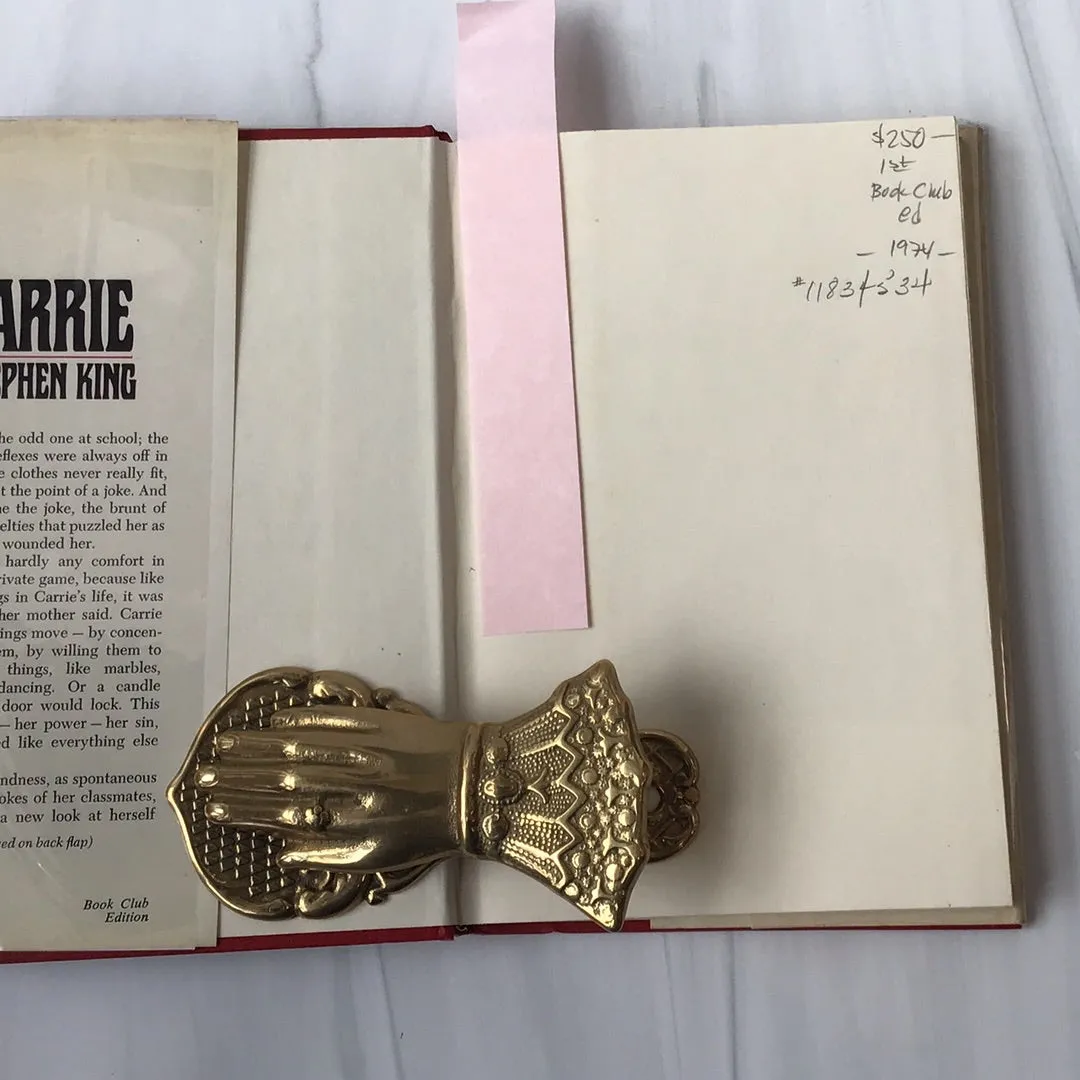 ARRIE
EPHEN KING
he odd one at school; the
eflexes were always off in
e clothes never really fit,
t the point of a joke. And
e the joke, the brunt of
elties that puzzled her as
wounded her.
hardly any comfort in
rivate game, because like
gs in Carrie's life, it was
her mother said. Carrie
ings move — by concen-
em, by willing them to
things, like marbles,
dancing. Or a candle
door would lock. This
— her power — her sin,
d like everything else
ndness, as spontaneous
okes of her classmates,
a new look at herself
ed on back flap)
Book Club
Edition
$250 —
1st
Book Club
ed
— 1974 —